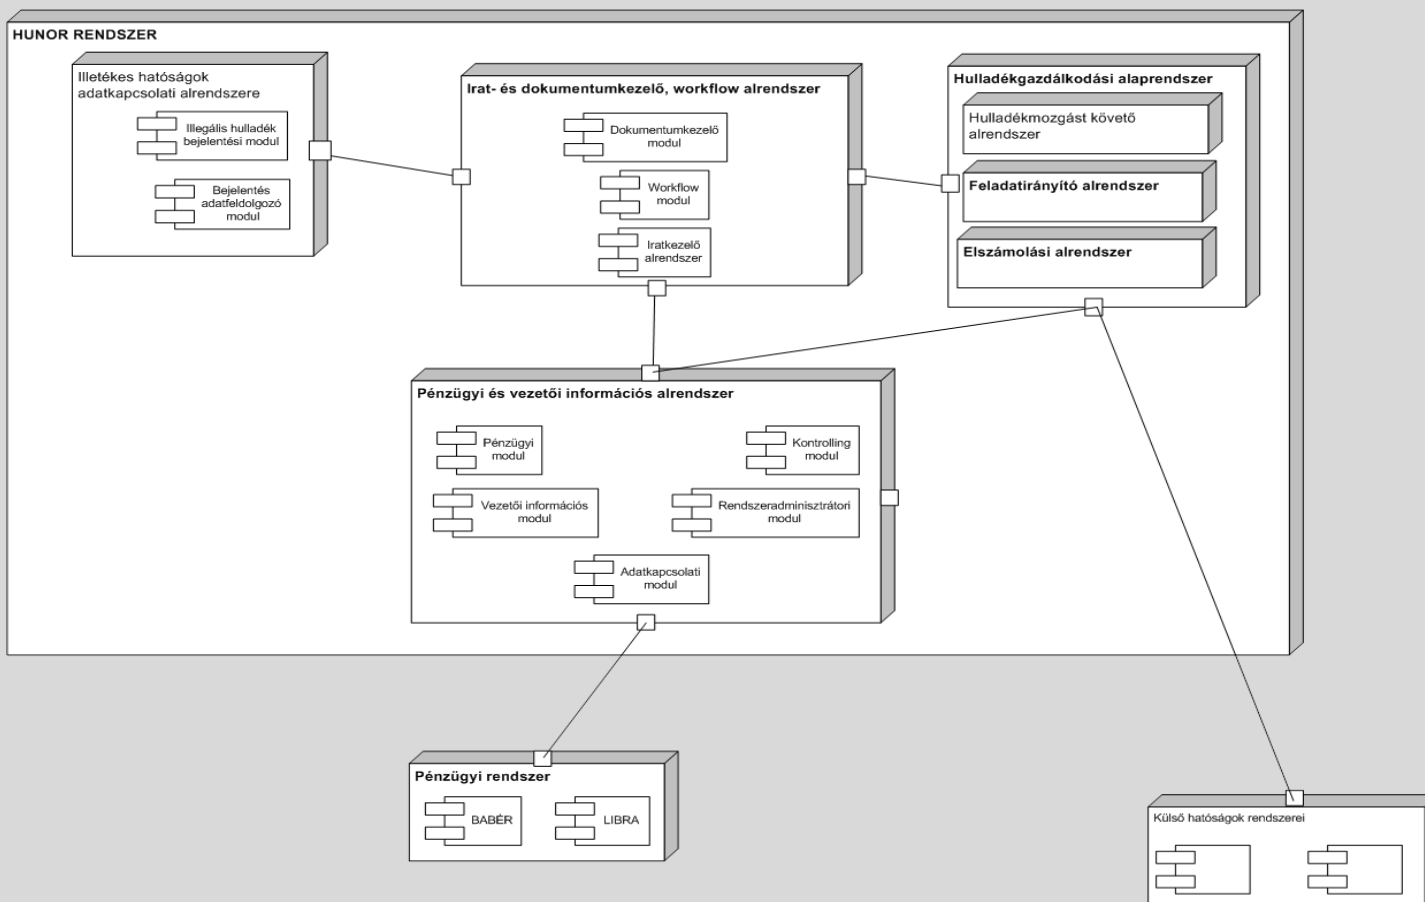 HUNOR RENDSZER
Illetékes hatóságok
adatkapcsolati alrendszere
Illegális hulladék
bejelentési modul
Bejelentés
adatfeldolgozó
modul
Irat- és dokumentumkezelő, workflow alrendszer
Dokumentumkezelő
modul
Workflow
modul
Iratkezelő
alrendszer
Hulladékgazdálkodási alaprendszer
Hulladékmozgást követő
alrendszer
Feladatirányító alrendszer
Elszámolási alrendszer
Pénzügyi és vezetői információs alrendszer
Pénzügyi
modul
Kontrolling
modul
Vezetői információs
modul
Rendszeradminisztrátori
modul
Adatkapcsolati
modul
Pénzügyi rendszer
BABÉR
LIBRA
Külső hatóságok rendszerei